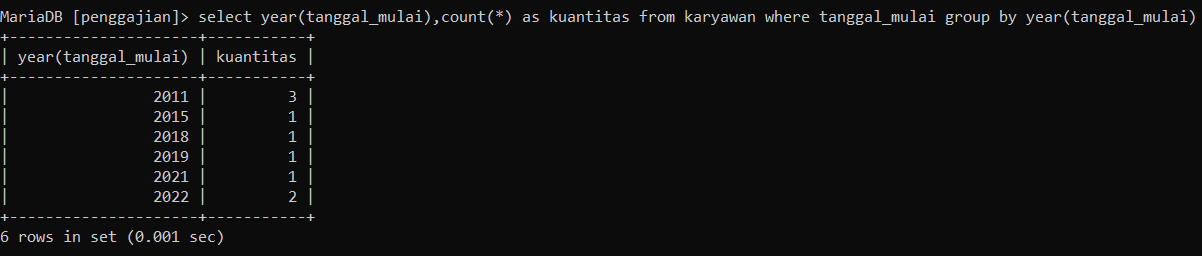 MariaDB [penggajian]> select year(tanggal_mulai),count(*) as kuantitas from karyawan where tanggal_mulai group by year(tanggal_mulai)
+---------------------+-----------+
| year(tanggal_mulai) | kuantitas |
+---------------------+-----------+
|                2011 |         3 |
|                2015 |         1 |
|                2018 |         1 |
|                2019 |         1 |
|                2021 |         1 |
|                2022 |         2 |
+---------------------+-----------+
6 rows in set (0.001 sec)